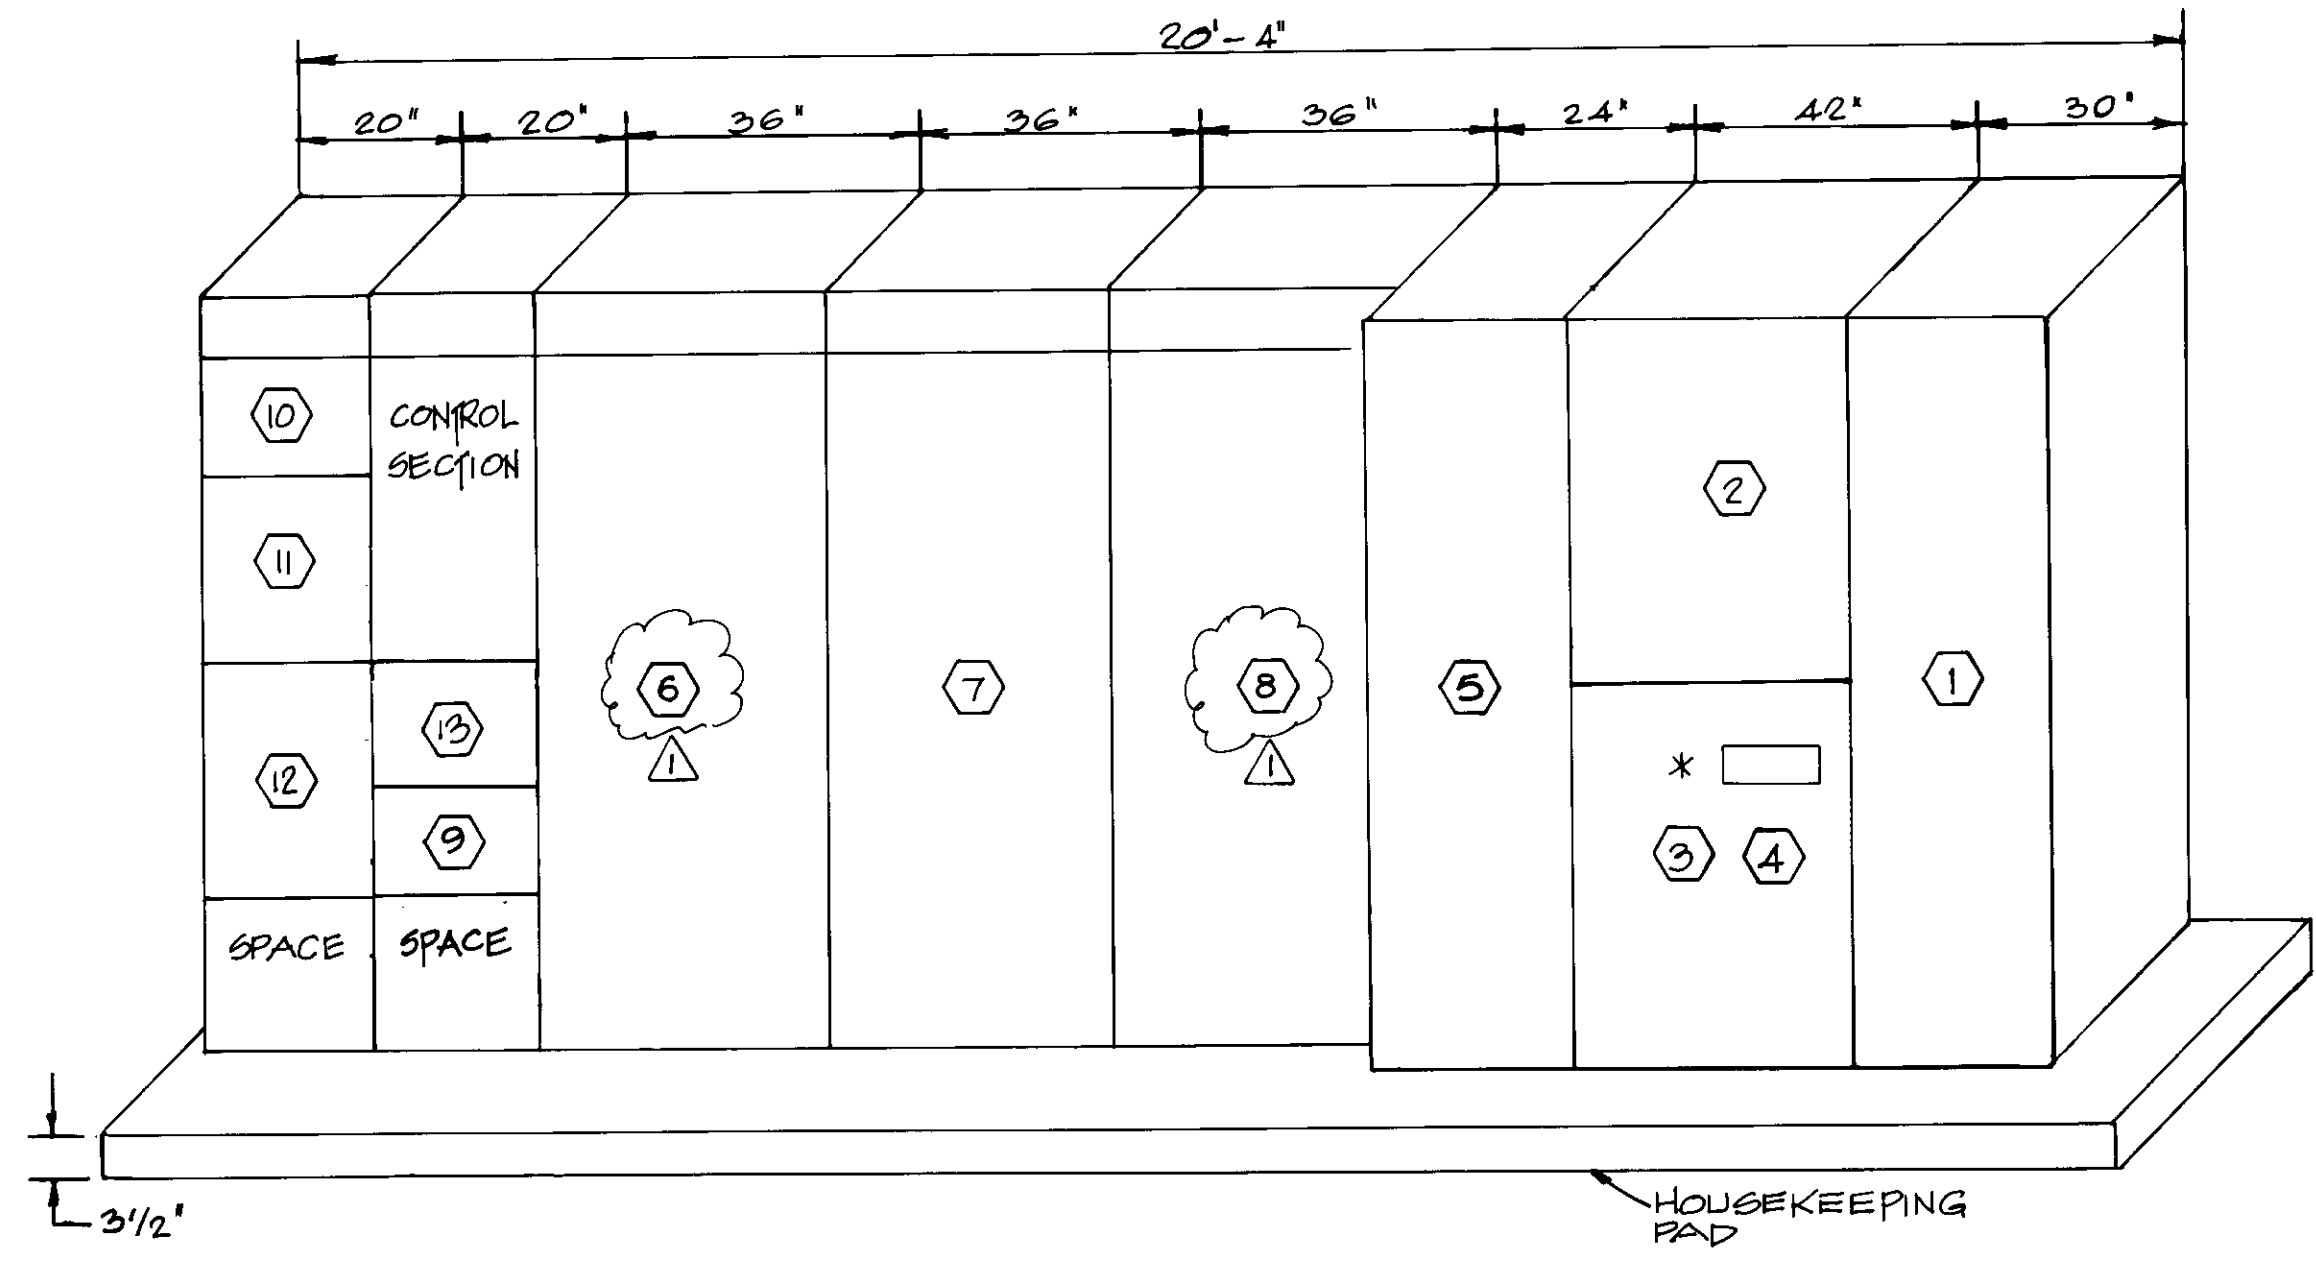 20'-4"
20" 20" 36" 36" 36" 24" 42" 30"
10
CONTROL
SECTION
2
11
6
7
8
5
1
13
12
*
1
1
9
3
4
SPACE
SPACE
3 1/2"
HOUSEKEEPING
PAD